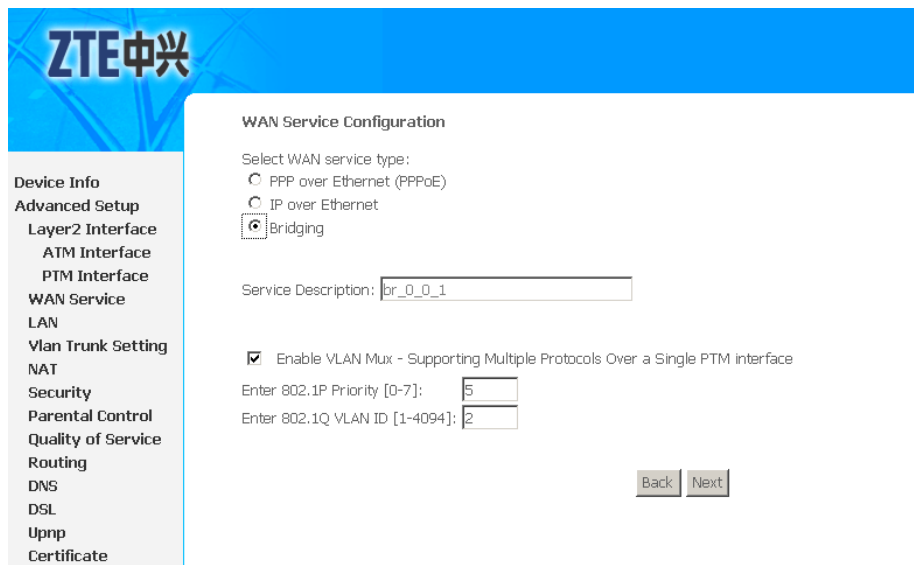 ZTE中兴
Device Info
Advanced Setup
Layer2 Interface
ATM Interface
PTM Interface
WAN Service
LAN
Vlan Trunk Setting
NAT
Security
Parental Control
Quality of Service
Routing
DNS
DSL
Upnp
Certificate
WAN Service Configuration
Select WAN service type:
PPP over Ethernet (PPPoE)
IP over Ethernet
Bridging
Service Description: br_0_0_1
Enable VLAN Mux - Supporting Multiple Protocols Over a Single PTM interface
Enter 802.1P Priority [0-7]: 5
Enter 802.1Q VLAN ID [1-4094]: 2
Back Next